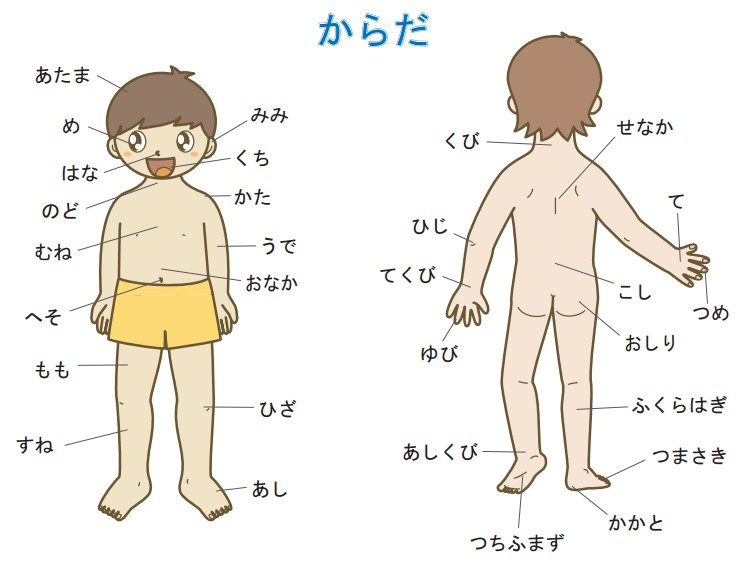 からだ
あたま
め
はな
のど
むね
へそ
もも
すね
みみ
くち
かた
うで
おなか
ひざ
あし
くび
ひじ
てくび
ゆび
あしくび
つちふまず
せなか
て
つめ
こし
おしり
ふくらはぎ
つまさき
かかと